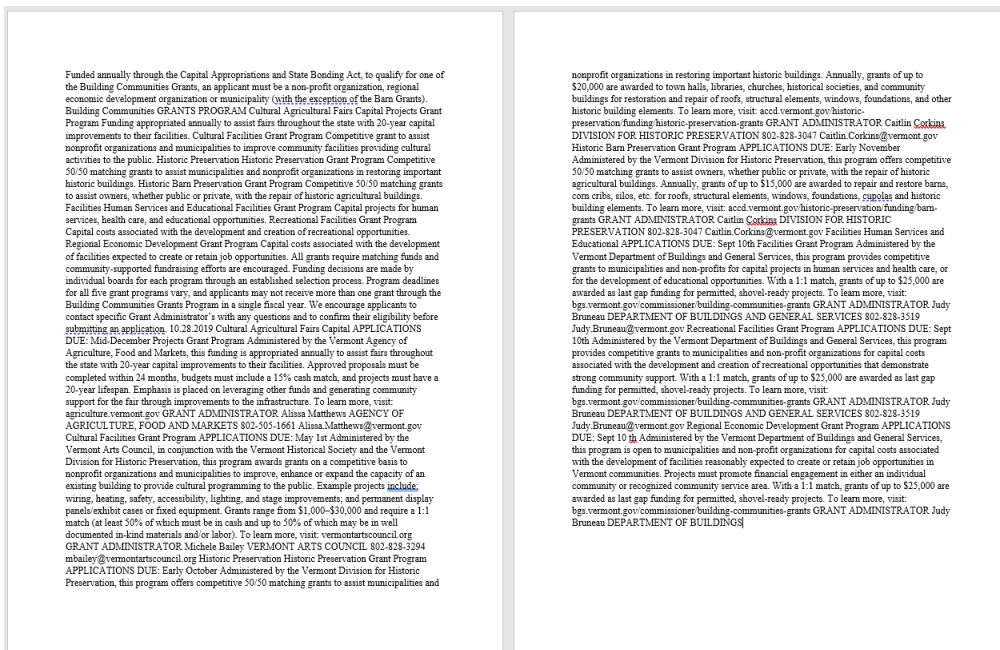 Funded annually through the Capital Appropriations and State Bonding Act, to qualify for one of
the Building Communities Grants, an applicant must be a non-profit organization, regional
economic development organization or municipality (with the exception of the Barn Grants).
Building Communities GRANTS PROGRAM Cultural Agricultural Fairs Capital Projects Grant
Program Funding appropriated annually to assist fairs throughout the state with 20-year capital
improvements to their facilities. Cultural Facilities Grant Program Competitive grant to assist
nonprofit organizations and municipalities to improve community facilities providing cultural
activities to the public. Historic Preservation Historic Preservation Grant Program Competitive
50/50 matching grants to assist municipalities and nonprofit organizations in restoring important
historic buildings. Historic Barn Preservation Grant Program Competitive 50/50 matching grants
to assist owners, whether public or private, with the repair of historic agricultural buildings.
Facilities Human Services and Educational Facilities Grant Program Capital projects for human
services, health care, and educational opportunities. Recreational Facilities Grant Program
Capital costs associated with the development and creation of recreational opportunities.
Regional Economic Development Grant Program Capital costs associated with the development
of facilities expected to create or retain job opportunities. All grants require matching funds and
community-supported fundraising efforts are encouraged. Funding decisions are made by
individual boards for each program through an established selection process. Program deadlines
for all five grant programs vary, and applicants may not receive more than one grant through the
Building Communities Grants Program in a single fiscal year. We encourage applicants to
contact specific Grant Administrator's with any questions and to confirm their eligibility before
submitting an application. 10.28.2019 Cultural Agricultural Fairs Capital APPLICATIONS
DUE: Mid-December Projects Grant Program Administered by the Vermont Agency of
Agriculture, Food and Markets, this funding is appropriated annually to assist fairs throughout
the state with 20-year capital improvements to their facilities. Approved proposals must be
completed within 24 months, budgets must include a 15% cash match, and projects must have a
20-year lifespan. Emphasis is placed on leveraging other funds and generating community
support for the fair through improvements to the infrastructure. To learn more, visit:
agriculture.vermont.gov GRANT ADMINISTRATOR Alissa Matthews AGENCY OF
AGRICULTURE, FOOD AND MARKETS 802-505-1661 Alissa.Matthews@vermont.gov
Cultural Facilities Grant Program APPLICATIONS DUE: May 1st Administered by the
Vermont Arts Council, in conjunction with the Vermont Historical Society and the Vermont
Division for Historic Preservation, this program awards grants on a competitive basis to
nonprofit organizations and municipalities to improve, enhance or expand the capacity of an
existing building to provide cultural programming to the public. Example projects include:
wiring, heating, safety, accessibility, lighting, and stage improvements; and permanent display
panels/exhibit cases or fixed equipment. Grants range from $1,000–$30,000 and require a 1:1
match (at least 50% of which must be in cash and up to 50% of which may be in well
documented in-kind materials and/or labor). To learn more, visit: vermontartscouncil.org
GRANT ADMINISTRATOR Michele Bailey VERMONT ARTS COUNCIL 802-828-3294
mbailey@vermontartscouncil.org Historic Preservation Historic Preservation Grant Program
APPLICATIONS DUE: Early October Administered by the Vermont Division for Historic
Preservation, this program offers competitive 50/50 matching grants to assist municipalities and
nonprofit organizations in restoring important historic buildings. Annually, grants of up to
$20,000 are awarded to town halls, libraries, churches, historical societies, and community
buildings for restoration and repair of roofs, structural elements, windows, foundations, and other
historic building elements. To learn more, visit: accd.vermont.gov/historic-
preservation/funding/historic-preservation-grants GRANT ADMINISTRATOR Caitlin Corkins
DIVISION FOR HISTORIC PRESERVATION 802-828-3047 Caitlin.Corkins@vermont.gov
Historic Barn Preservation Grant Program APPLICATIONS DUE: Early November
Administered by the Vermont Division for Historic Preservation, this program offers competitive
50/50 matching grants to assist owners, whether public or private, with the repair of historic
agricultural buildings. Annually, grants of up to $15,000 are awarded to repair and restore barns,
corn cribs, silos, etc. for roofs, structural elements, windows, foundations, cupolas and historic
building elements. To learn more, visit: accd.vermont.gov/historic-preservation/funding/barn-
grants GRANT ADMINISTRATOR Caitlin Corkins DIVISION FOR HISTORIC
PRESERVATION 802-828-3047 Caitlin.Corkins@vermont.gov Facilities Human Services and
Educational APPLICATIONS DUE: Sept 10th Facilities Grant Program Administered by the
Vermont Department of Buildings and General Services, this program provides competitive
grants to municipalities and non-profits for capital projects in human services and health care, or
for the development of educational opportunities. With a 1:1 match, grants of up to $25,000 are
awarded as last gap funding for permitted, shovel-ready projects. To learn more, visit:
bgs.vermont.gov/commissioner/building-communities-grants GRANT ADMINISTRATOR Judy
Bruneau DEPARTMENT OF BUILDINGS AND GENERAL SERVICES 802-828-3519
Judy.Bruneau@vermont.gov Recreational Facilities Grant Program APPLICATIONS DUE: Sept
10th Administered by the Vermont Department of Buildings and General Services, this program
provides competitive grants to municipalities and non-profit organizations for capital costs
associated with the development and creation of recreational opportunities that demonstrate
strong community support. With a 1:1 match, grants of up to $25,000 are awarded as last gap
funding for permitted, shovel-ready projects. To learn more, visit:
bgs.vermont.gov/commissioner/building-communities-grants GRANT ADMINISTRATOR Judy
Bruneau DEPARTMENT OF BUILDINGS AND GENERAL SERVICES 802-828-3519
Judy.Bruneau@vermont.gov Regional Economic Development Grant Program APPLICATIONS
DUE: Sept 10 th Administered by the Vermont Department of Buildings and General Services,
this program is open to municipalities and non-profit organizations for capital costs associated
with the development of facilities reasonably expected to create or retain job opportunities in
Vermont communities. Projects must promote financial engagement in either an individual
community or recognized community service area. With a 1:1 match, grants of up to $25,000 are
awarded as last gap funding for permitted, shovel-ready projects. To learn more, visit:
bgs.vermont.gov/commissioner/building-communities-grants GRANT ADMINISTRATOR Judy
Bruneau DEPARTMENT OF BUILDINGS